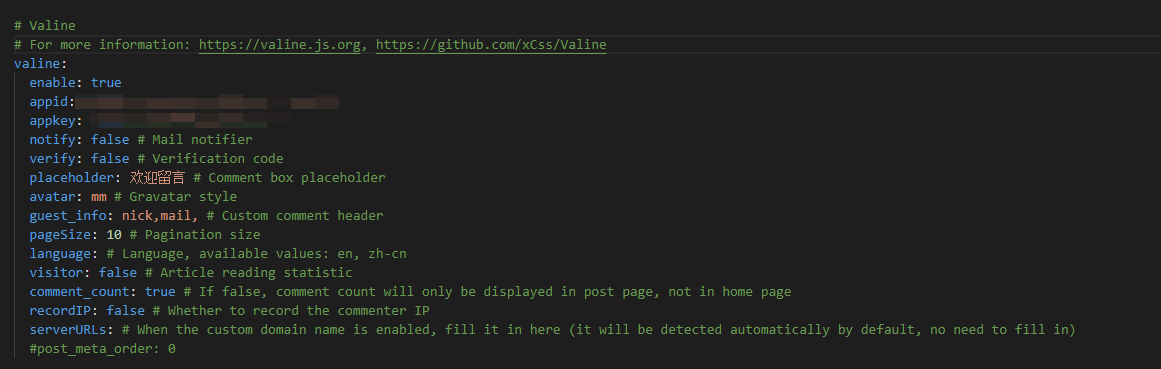 # Valine
# For more information: https://valine.js.org, https://github.com/xCss/Valine
valine:
  enable: true
  appid:
  appkey:
  notify: false # Mail notifier
  verify: false # Verification code
  placeholder: 欢迎留言 # Comment box placeholder
  avatar: mm # Gravatar style
  guest_info: nick,mail, # Custom comment header
  pageSize: 10 # Pagination size
  language: # Language, available values: en, zh-cn
  visitor: false # Article reading statistic
  comment_count: true # If false, comment count will only be displayed in post page, not in home page
  recordIP: false # Whether to record the commenter IP
  serverURLs: # When the custom domain name is enabled, fill it in here (it will be detected automatically by default, no need to fill in)
  #post_meta_order: 0